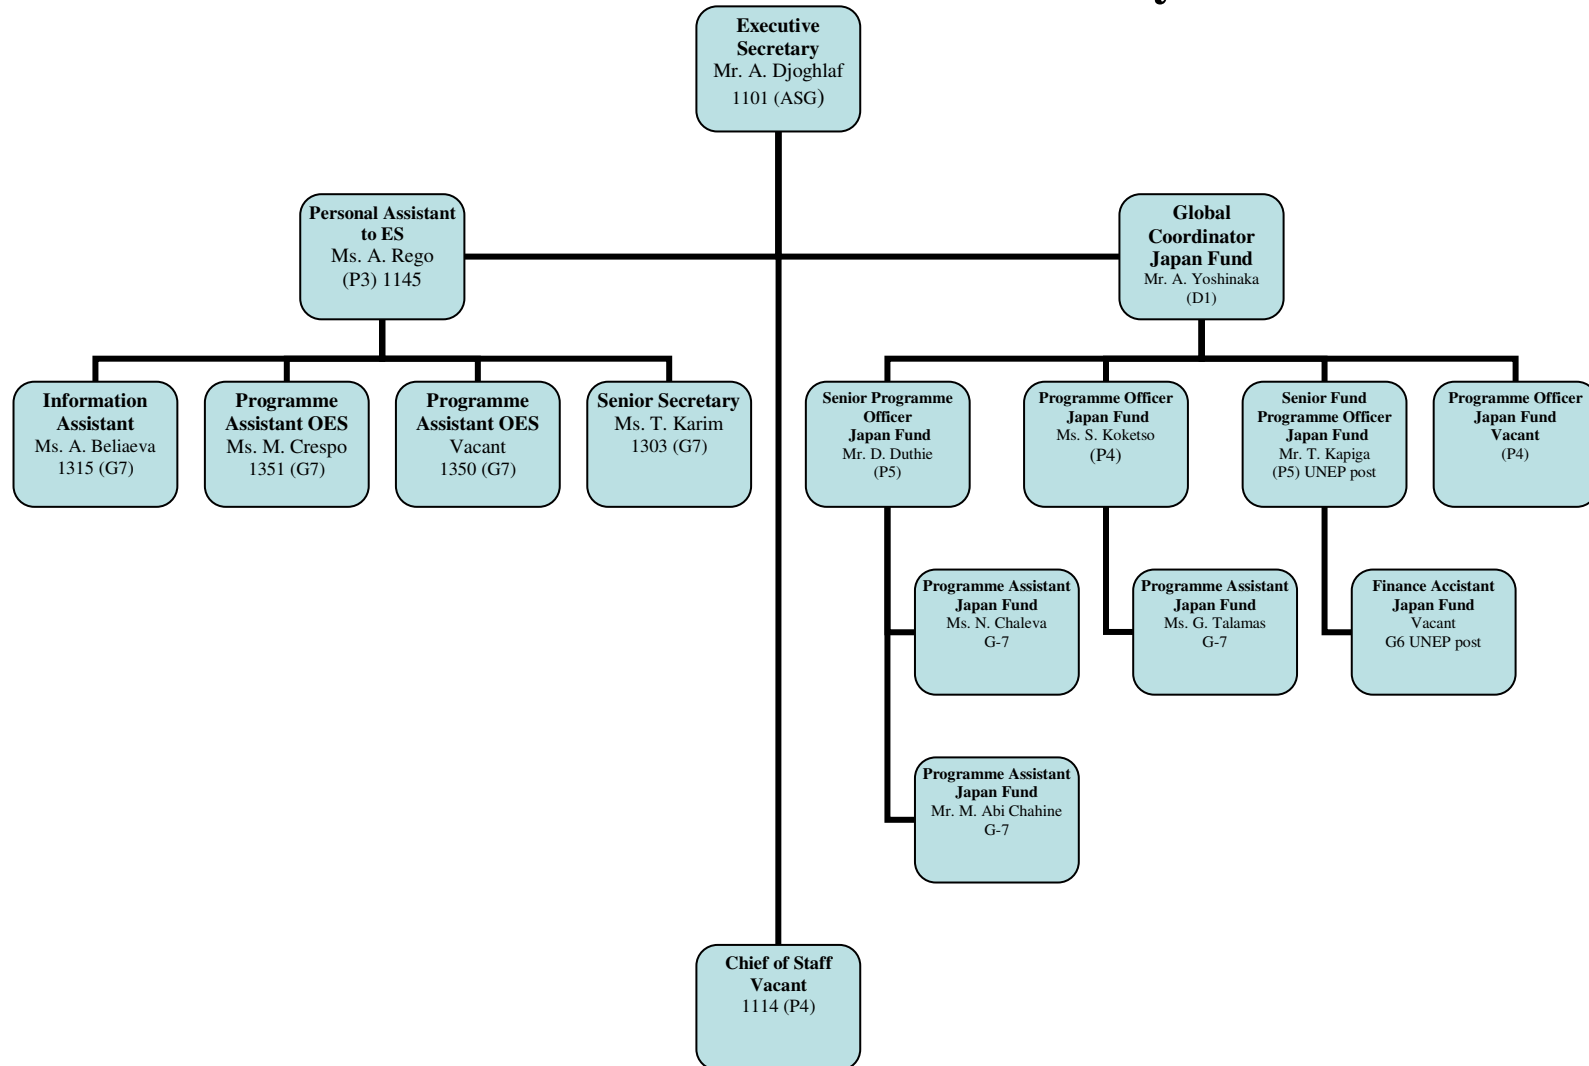 Executive
Secretary
Mr. A. Djoghlaf
1101 (ASG)
Personal Assistant
to ES
Ms. A. Rego
(P3) 1145
Global
Coordinator
Japan Fund
Mr. A. Yoshinaka
(D1)
Information
Assistant
Ms. A. Beliaeva
1315 (G7)
Programme
Assistant OES
Ms. M. Crespo
1351 (G7)
Programme
Assistant OES
Vacant
1350 (G7)
Senior Secretary
Ms. T. Karim
1303 (G7)
Senior Programme
Officer
Japan Fund
Mr. D. Duthie
(P5)
Programme Officer
Japan Fund
Ms. S. Koketso
(P4)
Senior Fund
Programme Officer
Japan Fund
Mr. T. Kapiga
(P5) UNEP post
Programme Officer
Japan Fund
Vacant
(P4)
Programme Assistant
Japan Fund
Ms. N. Chaleva
G-7
Programme Assistant
Japan Fund
Ms. G. Talamas
G-7
Finance Accistant
Japan Fund
Vacant
G6 UNEP post
Programme Assistant
Japan Fund
Mr. M. Abi Chahine
G-7
Chief of Staff
Vacant
1114 (P4)